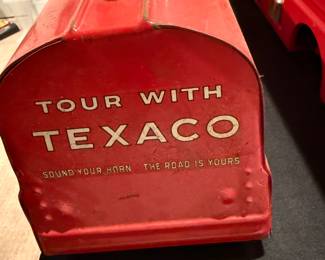 TOUR WITH
TEXACO
SOUND YOUR HORN THE ROAD IS YOURS